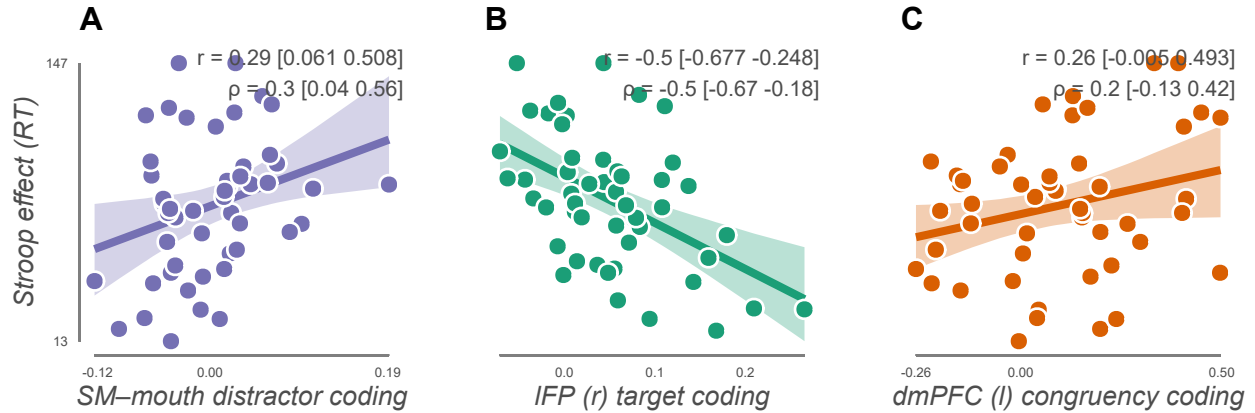 A
B
C
r = 0.29 [0.061 0.508]
ρ = 0.3 [0.04 0.56]
r = -0.5 [-0.677 -0.248]
ρ = -0.5 [-0.67 -0.18]
r = 0.26 [-0.005 0.493]
ρ = 0.2 [-0.13 0.42]
147
Stroop effect (RT)
13
-0.12 0.00 0.19
0.0 0.1 0.2
-0.26 0.00 0.50
SM–mouth distractor coding
IFP (r) target coding
dmPFC (l) congruency coding